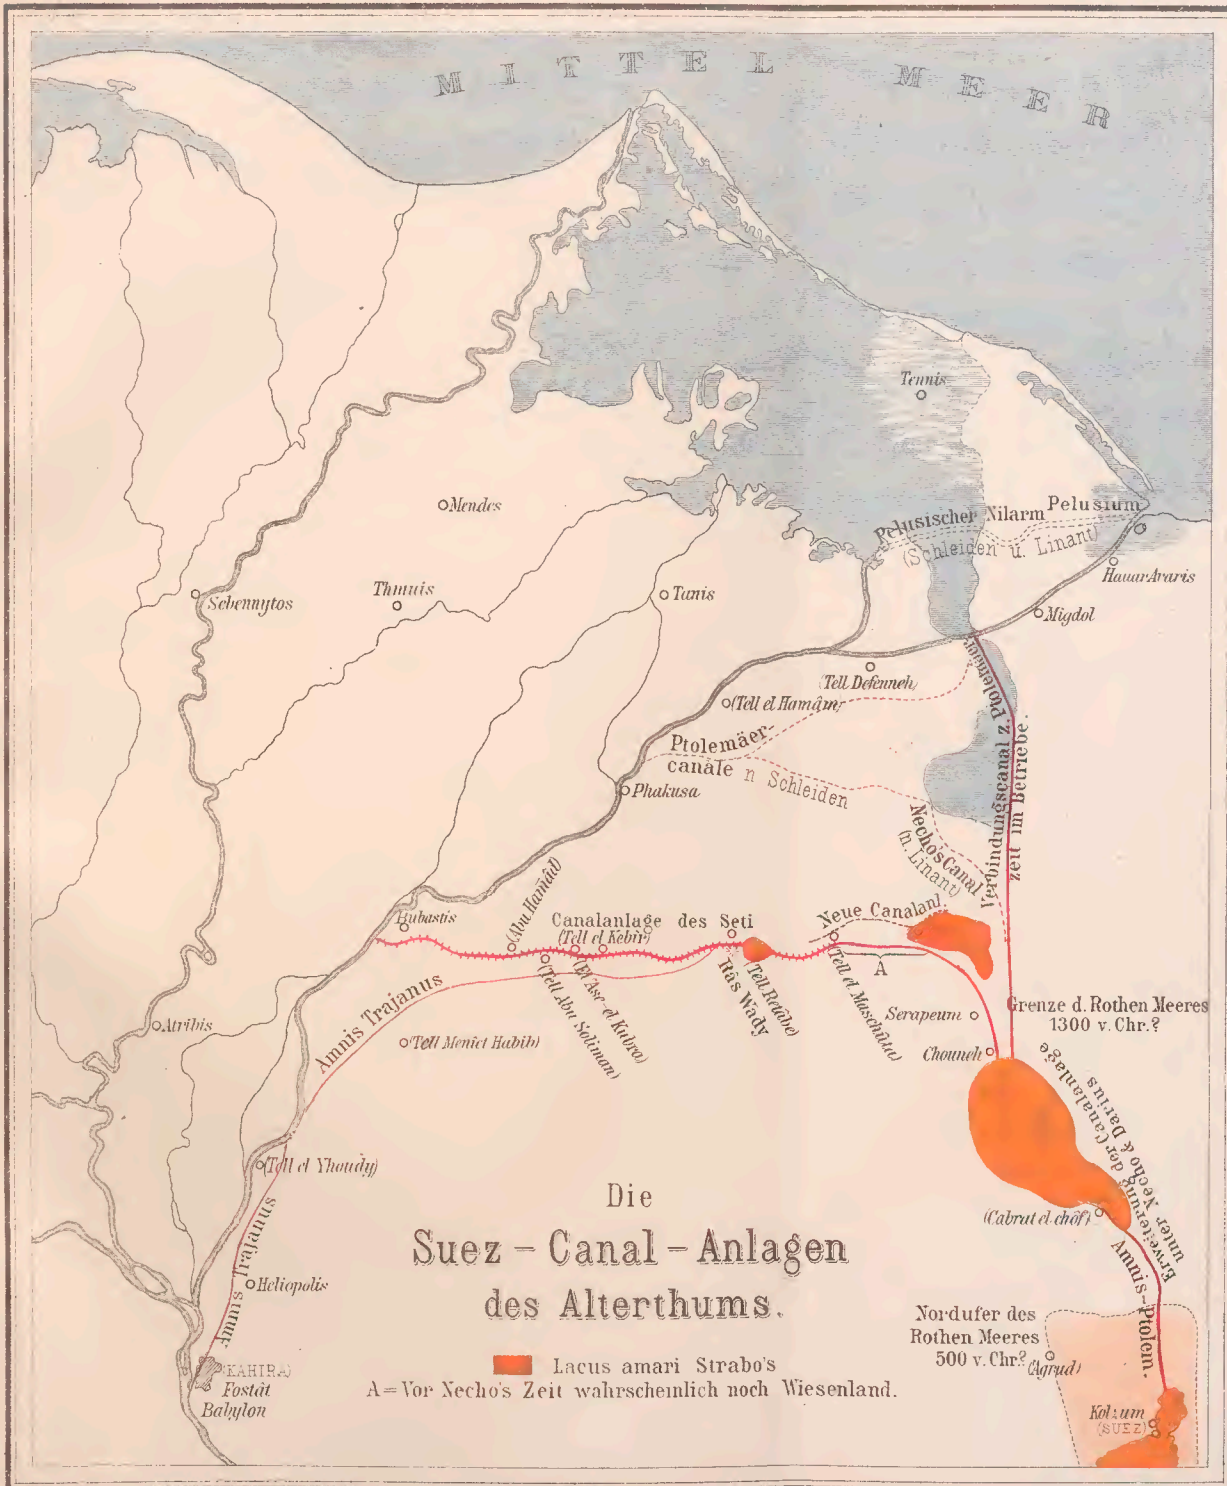 MITTEL MEER
Tennis
Mendes
Pelusischer Nilarm
Pelusium
(Schleiden u. Linant)
Hauar Avaris
Sebennytos
Thmuis
Tanis
Migdol
(Tell Defenneh)
(Tell el Hamâm)
Ptolemäer-
canäle n Schleiden
Phakusa
Verbindungscanal z. Ptolemäer-
zeit im Betriebe.
Necho's Canal
(n. Linant)
Bubastis
(Abu Hamâd)
Canalanlage des Seti
(Tell el Kebir)
Neue Canalanl.
(Tell Abu Soliman)
Râs Wady
(Tell Retâbe)
(Tell el Maschûta)
A
Amnis Trajanus
Serapeum
Grenze d. Rothen Meeres
1300 v. Chr.?
Atribis
Chouneh
Erweiterung der Canalanlage
unter Necho & Darius
(Tell el Yhoudy)
(Cabrut el chôf)
Amnis-Ptolem.
Amnis Trajanus
Heliopolis
Die
Suez-Canal-Anlagen
des Alterthums.
Nordufer des
Rothen Meeres
500 v. Chr.?
(Agrud)
Lacus amari Strabo's
A=Vor Necho's Zeit wahrscheinlich noch Wiesenland.
(KAHIRA)
Fostât
Babylon
Kolzum
(SUEZ)